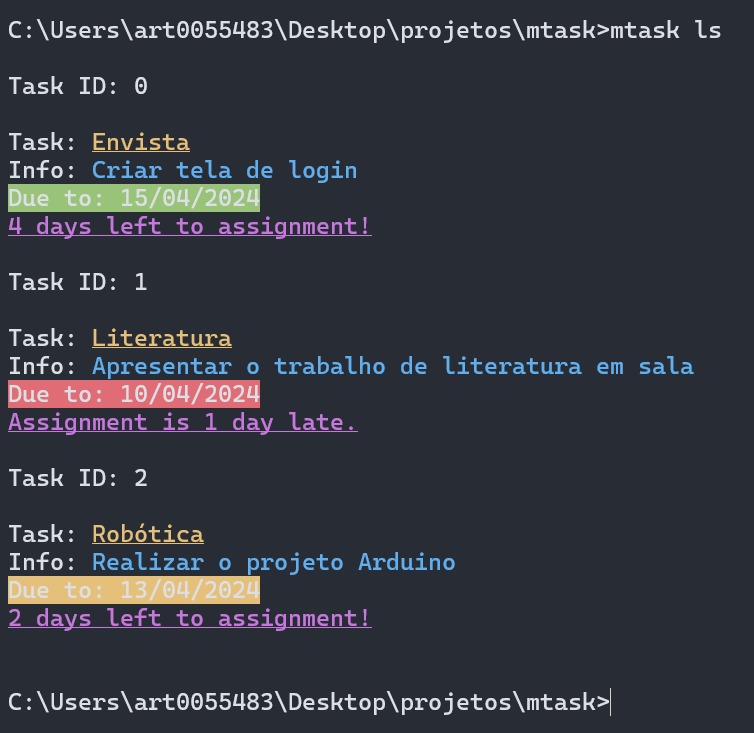 C:\Users\art0055483\Desktop\projetos\mtask>mtask ls
Task ID: 0
Task: Envista
Info: Criar tela de login
Due to: 15/04/2024
4 days left to assignment!
Task ID: 1
Task: Literatura
Info: Apresentar o trabalho de literatura em sala
Due to: 10/04/2024
Assignment is 1 day late.
Task ID: 2
Task: Robótica
Info: Realizar o projeto Arduino
Due to: 13/04/2024
2 days left to assignment!
C:\Users\art0055483\Desktop\projetos\mtask>